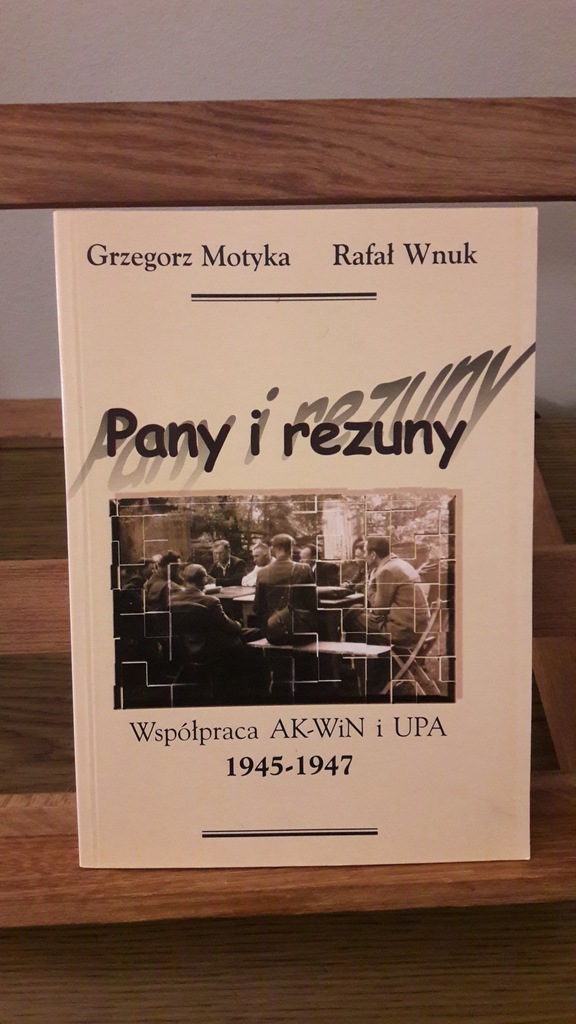 Grzegorz Motyka Rafał Wnuk
Pany i rezuny
Współpraca AK-WiN i UPA
1945-1947